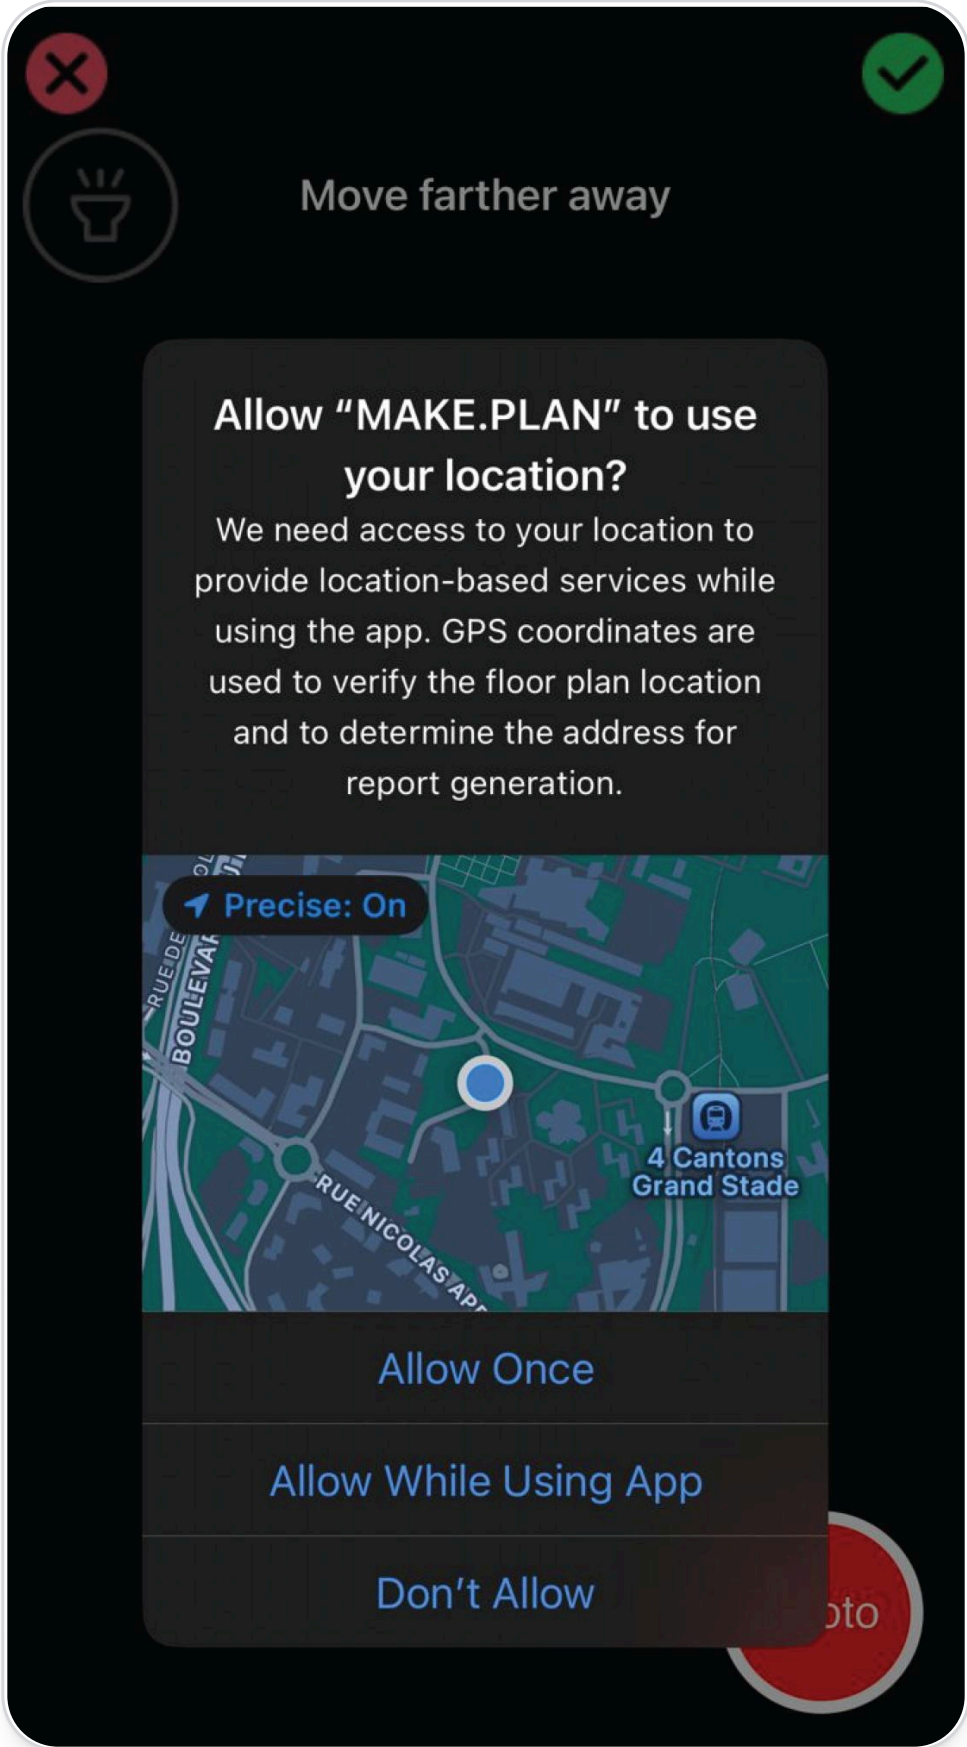 Move farther away
Allow “MAKE.PLAN” to use
your location?
We need access to your location to
provide location-based services while
using the app. GPS coordinates are
used to verify the floor plan location
and to determine the address for
report generation.
Precise: On
RUE DE
BOULEVAR
4 Cantons
Grand Stade
RUE NICOLAS APP
Allow Once
Allow While Using App
Don’t Allow
oto